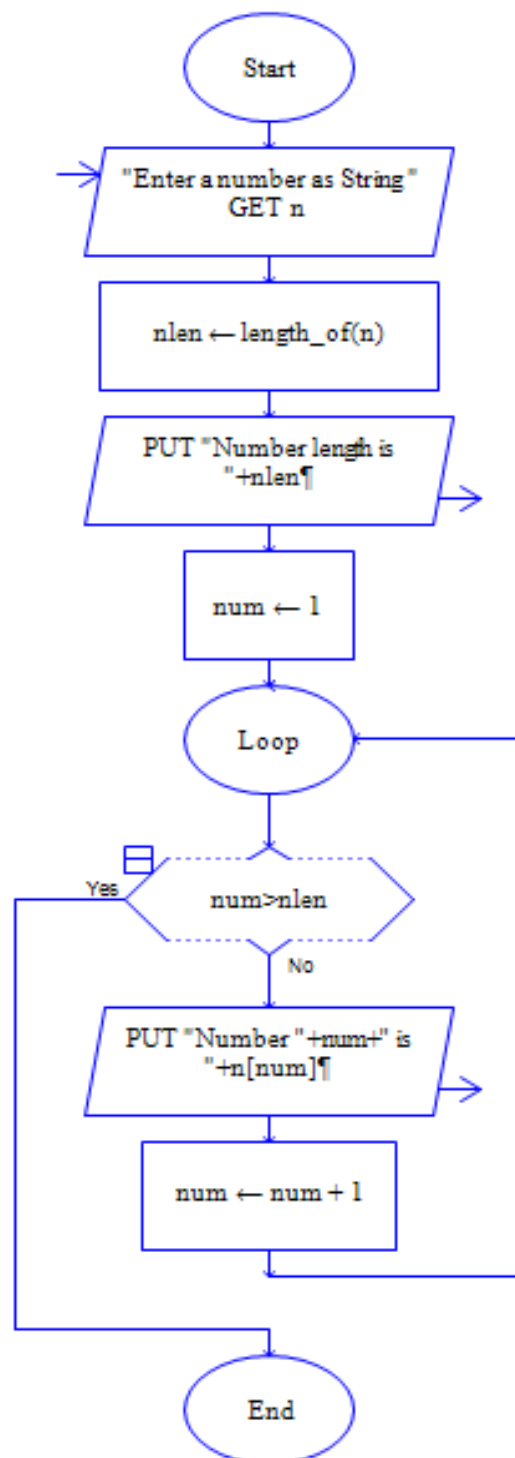 Start
"Enter a number as String"
GET n
nlen ← length_of(n)
PUT "Number length is
"+nlen¶
num ← 1
Loop
Yes
num>nlen
No
PUT "Number "+num+" is
"+n[num]¶
num ← num + 1
End